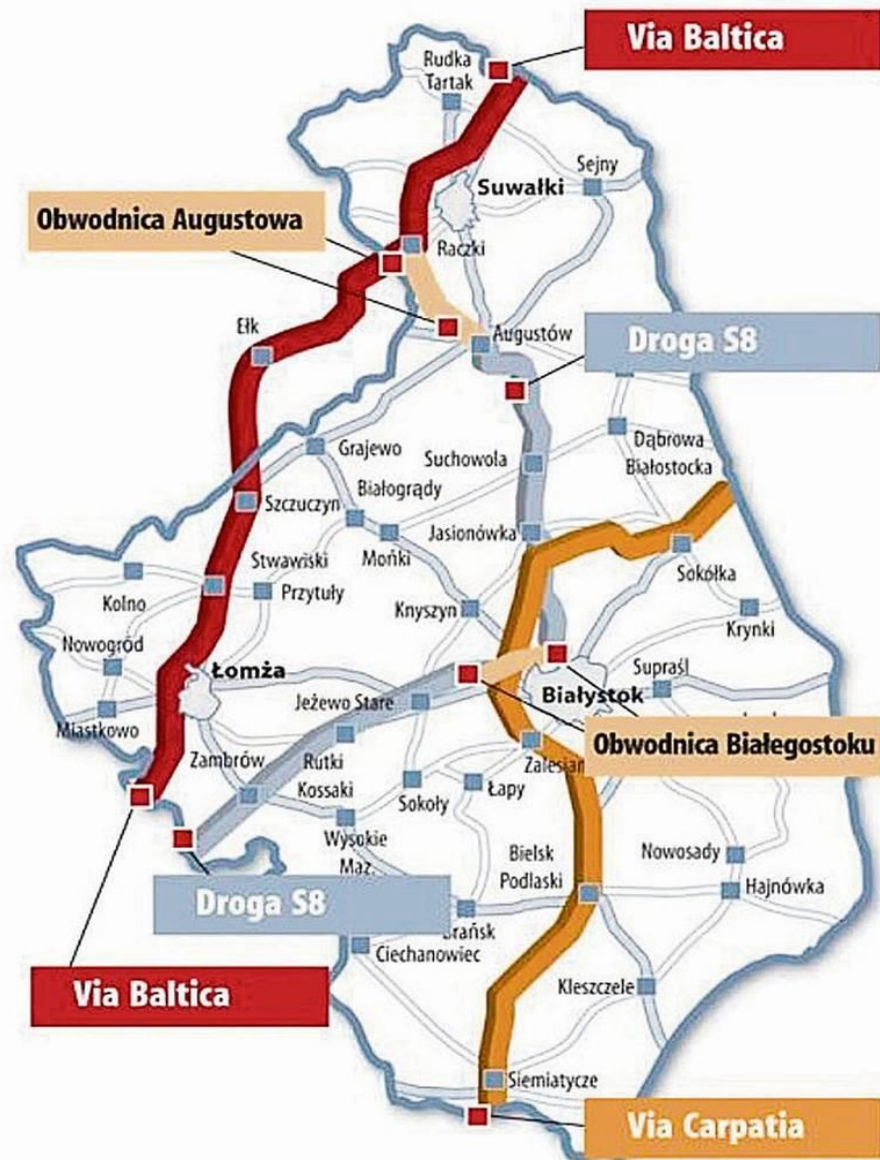 Via Baltica
Rudka
Tartak
Sejny
Suwałki
Obwodnica Augustowa
Raczki
Ełk
Augustów
Droga S8
Grajewo
Suchowola
Dąbrowa
Białostocka
Białogrądy
Szczuczyn
Jasionówka
Mońki
Stwawiski
Przytuły
Sokółka
Kolno
Knyszyn
Krynki
Nowogród
Łomża
Supraśl
Białystok
Jeżewo Stare
Miastkowo
Obwodnica Białegostoku
Zambrów
Rutki
Kossaki
Zalesian
Sokoły
Łapy
Wysokie
Maz.
Bielsk
Podlaski
Nowosady
Hajnówka
Droga S8
Brańsk
Ciechanowiec
Via Baltica
Kleszczele
Siemiatycze
Via Carpatia